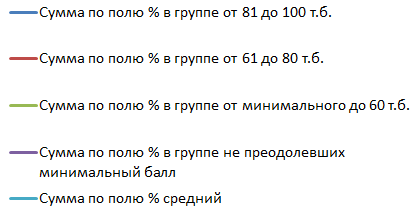 Сумма по полю % в группе от 81 до 100 т.б.
Сумма по полю % в группе от 61 до 80 т.б.
Сумма по полю % в группе от минимального до 60 т.б.
Сумма по полю % в группе не преодолевших
минимальный балл
Сумма по полю % средний